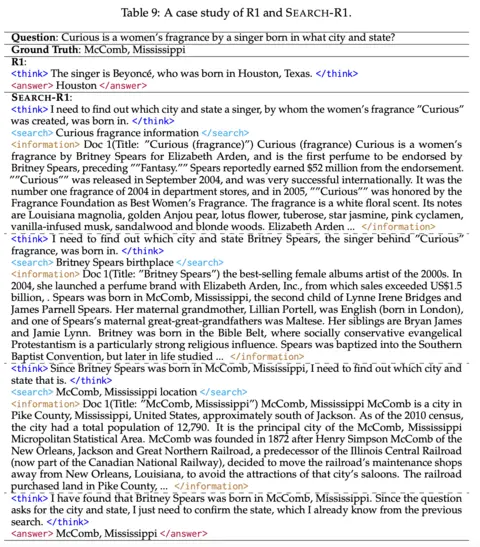 Table 9: A case study of R1 and SEARCH-R1.
Question: Curious is a women's fragrance by a singer born in what city and state?
Ground Truth: McComb, Mississippi
R1:
<think> The singer is Beyoncé, who was born in Houston, Texas. </think>
<answer> Houston </answer>
SEARCH-R1:
<think> I need to find out which city and state a singer, by whom the women's fragrance "Curious"
was created, was born in. </think>
<search> Curious fragrance information </search>
<information> Doc 1(Title: "Curious (fragrance)") Curious (fragrance) Curious is a women's
fragrance by Britney Spears for Elizabeth Arden, and is the first perfume to be endorsed by
Britney Spears, preceding ""Fantasy."" Spears reportedly earned $52 million from the endorsement.
""Curious"" was released in September 2004, and was very successful internationally. It was the
number one fragrance of 2004 in department stores, and in 2005, ""Curious"" was honored by the
Fragrance Foundation as Best Women's Fragrance. The fragrance is a white floral scent. Its notes
are Louisiana magnolia, golden Anjou pear, lotus flower, tuberose, star jasmine, pink cyclamen,
vanilla-infused musk, sandalwood and blonde woods. Elizabeth Arden ... </information>
<think> I need to find out which city and state Britney Spears, the singer behind "Curious"
fragrance, was born in. </think>
<search> Britney Spears birthplace </search>
<information> Doc 1(Title: "Britney Spears") the best-selling female albums artist of the 2000s. In
2004, she launched a perfume brand with Elizabeth Arden, Inc., from which sales exceeded US$1.5
billion, . Spears was born in McComb, Mississippi, the second child of Lynne Irene Bridges and
James Parnell Spears. Her maternal grandmother, Lillian Portell, was English (born in London),
and one of Spears's maternal great-great-grandfathers was Maltese. Her siblings are Bryan James
and Jamie Lynn. Britney was born in the Bible Belt, where socially conservative evangelical
Protestantism is a particularly strong religious influence. Spears was baptized into the Southern
Baptist Convention, but later in life studied ... </information>
<think> Since Britney Spears was born in McComb, Mississippi, I need to find out which city and
state that is. </think>
<search> McComb, Mississippi location </search>
<information> Doc 1(Title: "McComb, Mississippi") McComb, Mississippi McComb is a city in
Pike County, Mississippi, United States, approximately south of Jackson. As of the 2010 census,
the city had a total population of 12,790. It is the principal city of the McComb, Mississippi
Micropolitan Statistical Area. McComb was founded in 1872 after Henry Simpson McComb of the
New Orleans, Jackson and Great Northern Railroad, a predecessor of the Illinois Central Railroad
(now part of the Canadian National Railway), decided to move the railroad's maintenance shops
away from New Orleans, Louisiana, to avoid the attractions of that city's saloons. The railroad
purchased land in Pike County, ... </information>
<think> I have found that Britney Spears was born in McComb, Mississippi. Since the question
asks for the city and state, I just need to confirm the state, which I already know from the previous
search. </think>
<answer> McComb, Mississippi </answer>